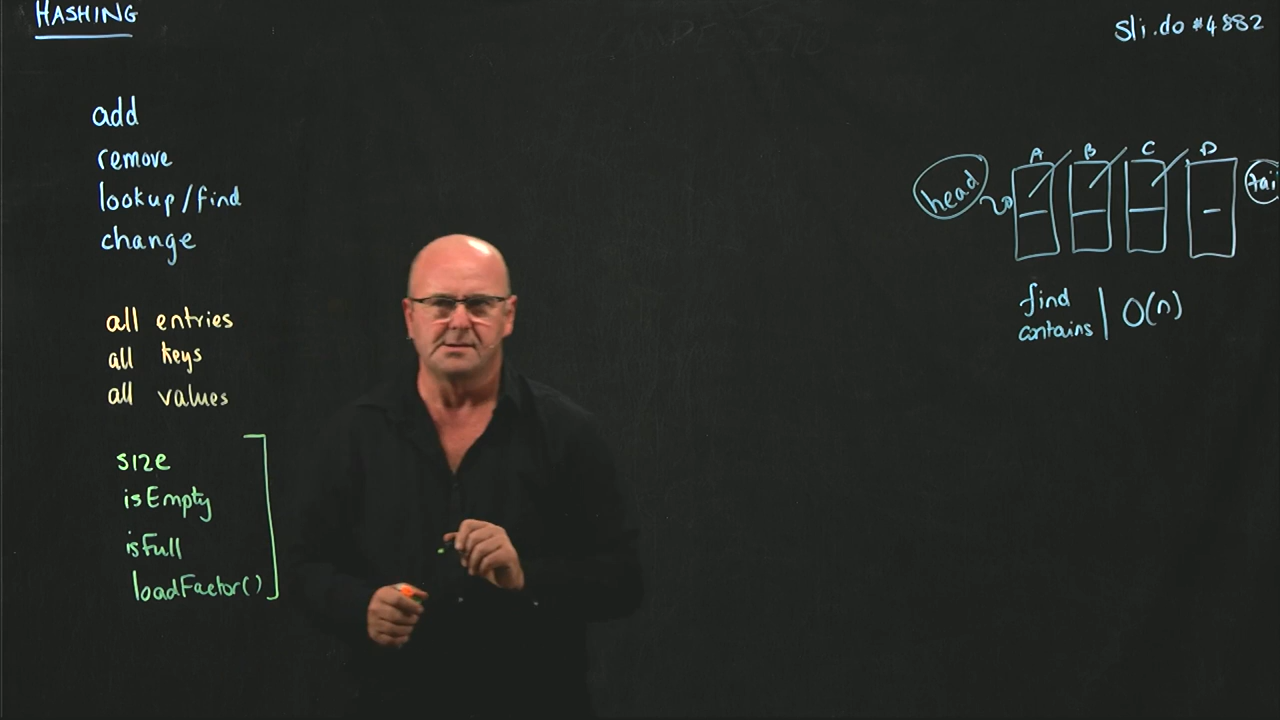 HASHING
Sli.do #4882
add
remove
lookup/find
change
all entries
all keys
all values
size
isEmpty
isFull
loadFactor()
A B C D
head
tai
find
contains
O(n)